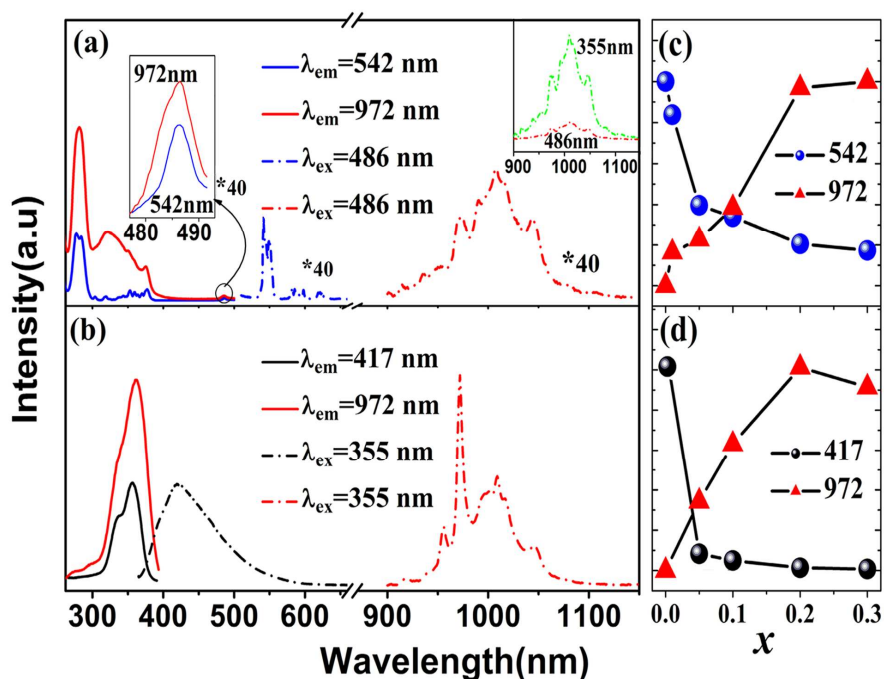 Intensity(a.u)
(a)
972nm
542nm
480 490
*40
λem=542 nm
λem=972 nm
λex=486 nm
λex=486 nm
*40
355nm
486nm
900 1000 1100
*40
(b)
λem=417 nm
λem=972 nm
λex=355 nm
λex=355 nm
300 400 500 600 900 1000 1100
Wavelength(nm)
(c)
542
972
(d)
417
972
0.0 0.1 0.2 0.3
x